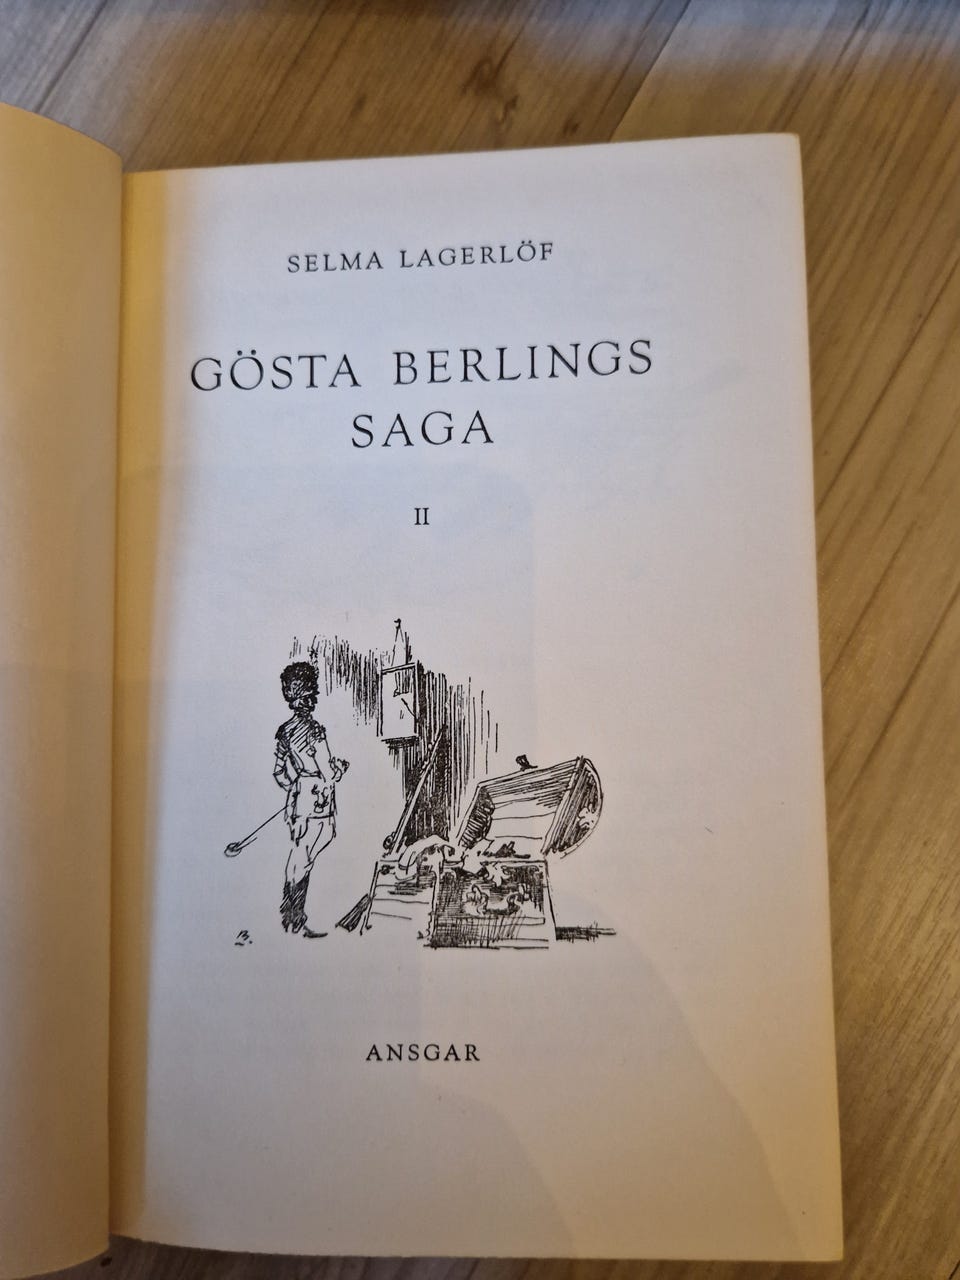 SELMA LAGERLÖF
GÖSTA BERLINGS
SAGA
II
B.
ANSGAR